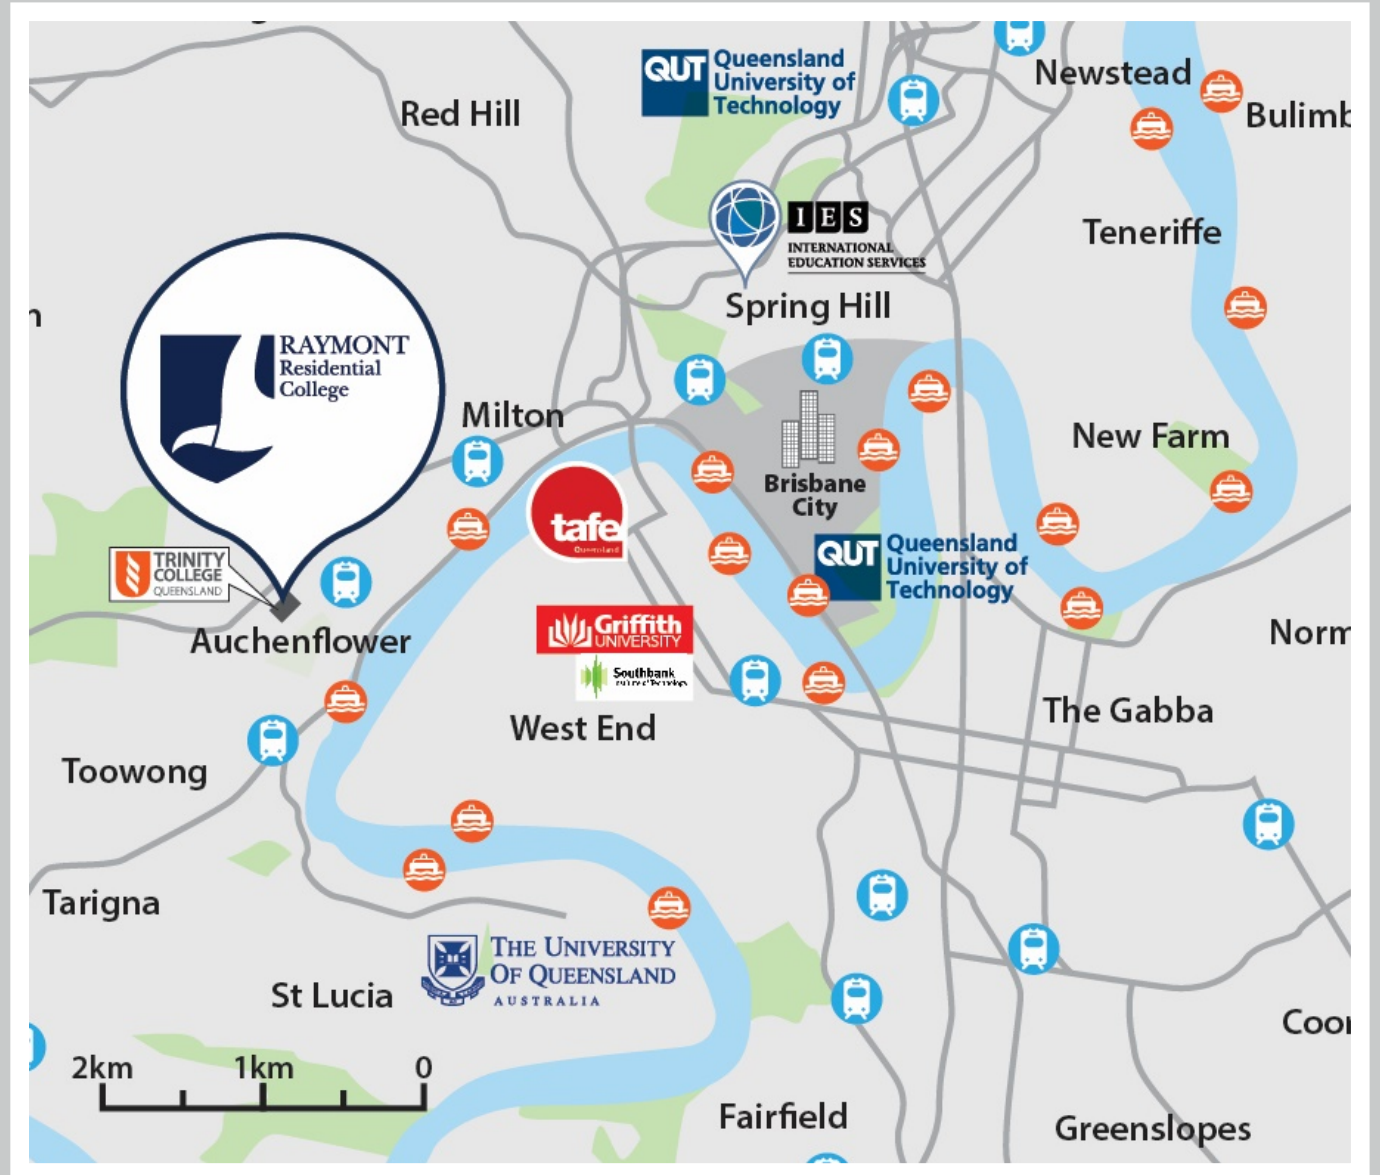 QUT
Queensland
University of
Technology
Newstead
Bulimb
Red Hill
Teneriffe
IES
INTERNATIONAL
EDUCATION SERVICES
Spring Hill
RAYMONT
Residential
College
Milton
New Farm
Brisbane
City
tafe
Queensland
QUT
Queensland
University of
Technology
TRINITY
COLLEGE
QUEENSLAND
Auchenflower
Griffith
UNIVERSITY
Southbank
Norm
West End
The Gabba
Toowong
Tarigna
THE UNIVERSITY
OF QUEENSLAND
AUSTRALIA
St Lucia
Coor
2km 1km 0
Fairfield
Greenslopes